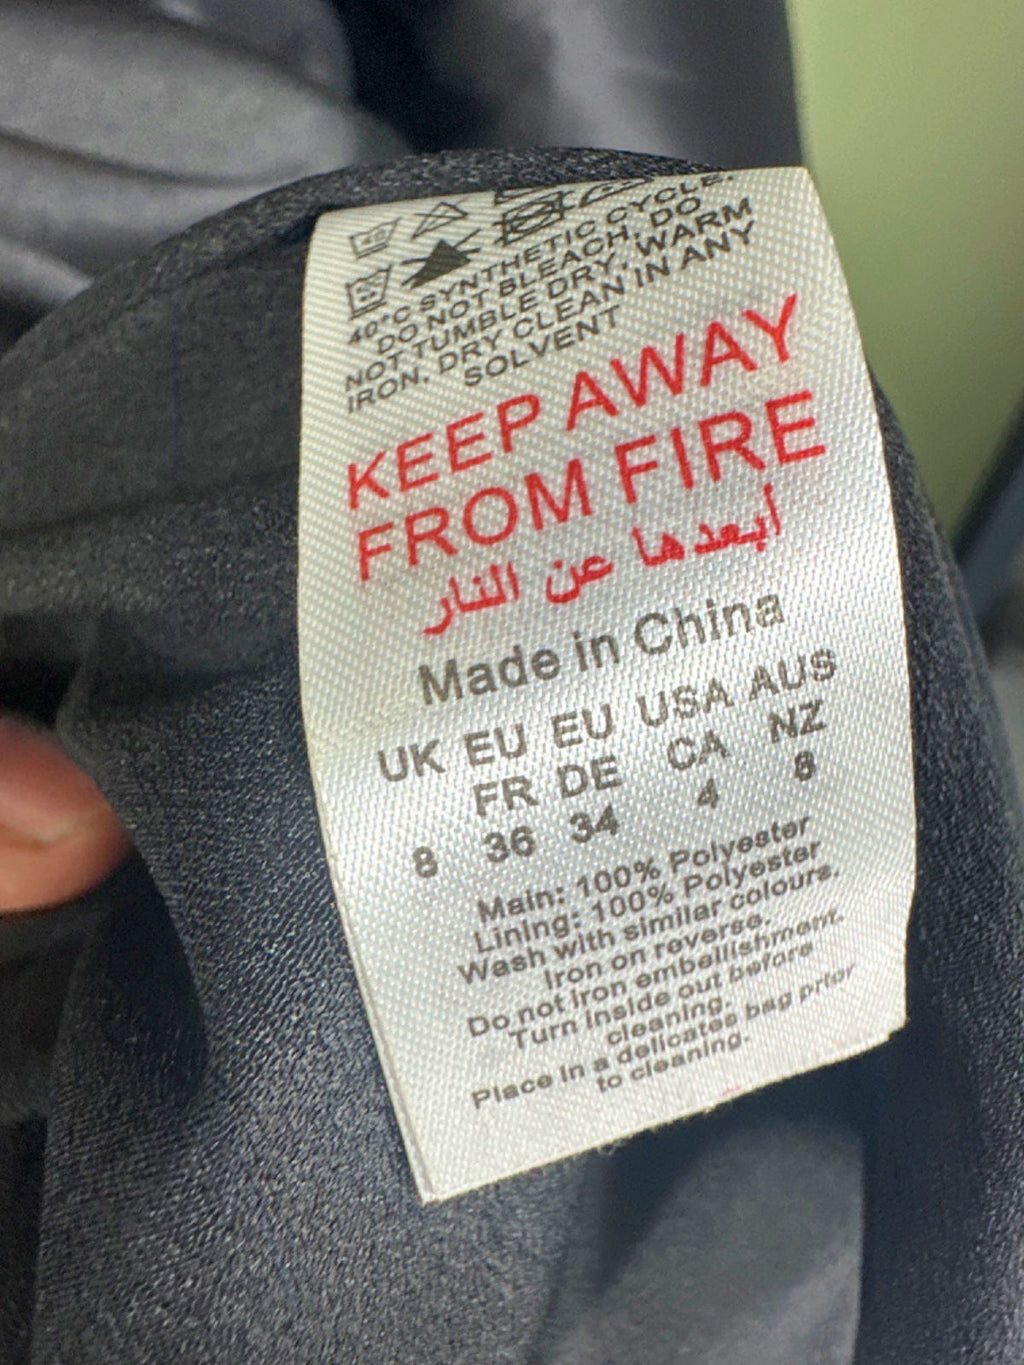 40
40°C SYNTHETIC CYCLE.
DO NOT BLEACH, DO
NOT TUMBLE DRY, WARM
IRON, DRY CLEAN IN ANY
SOLVENT
KEEP AWAY
FROM FIRE
أبعدها عن النار
Made in China
UK EU EU USA AUS
FR DE CA NZ
8 36 34 4 8
Main: 100% Polyester
Lining: 100% Polyester
Wash with similar colours.
Iron on reverse.
Do not iron embellishment.
Turn inside out before
cleaning.
Place in a delicates bag prior
to cleaning.